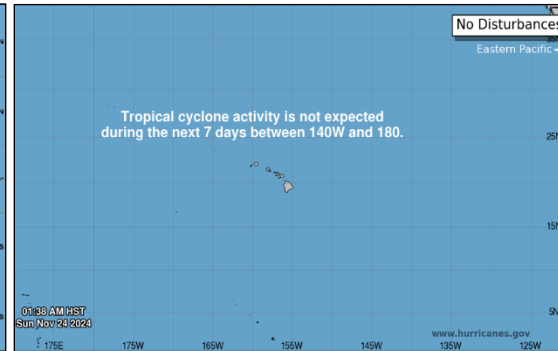 No Disturbances
Eastern Pacific
35N
Tropical cyclone activity is not expected
during the next 7 days between 140W and 180.
25N
15N
01:38 AM HST
Sun Nov 24 2024
5N
www.hurricanes.gov
175E
175W
165W
155W
145W
135W
125W